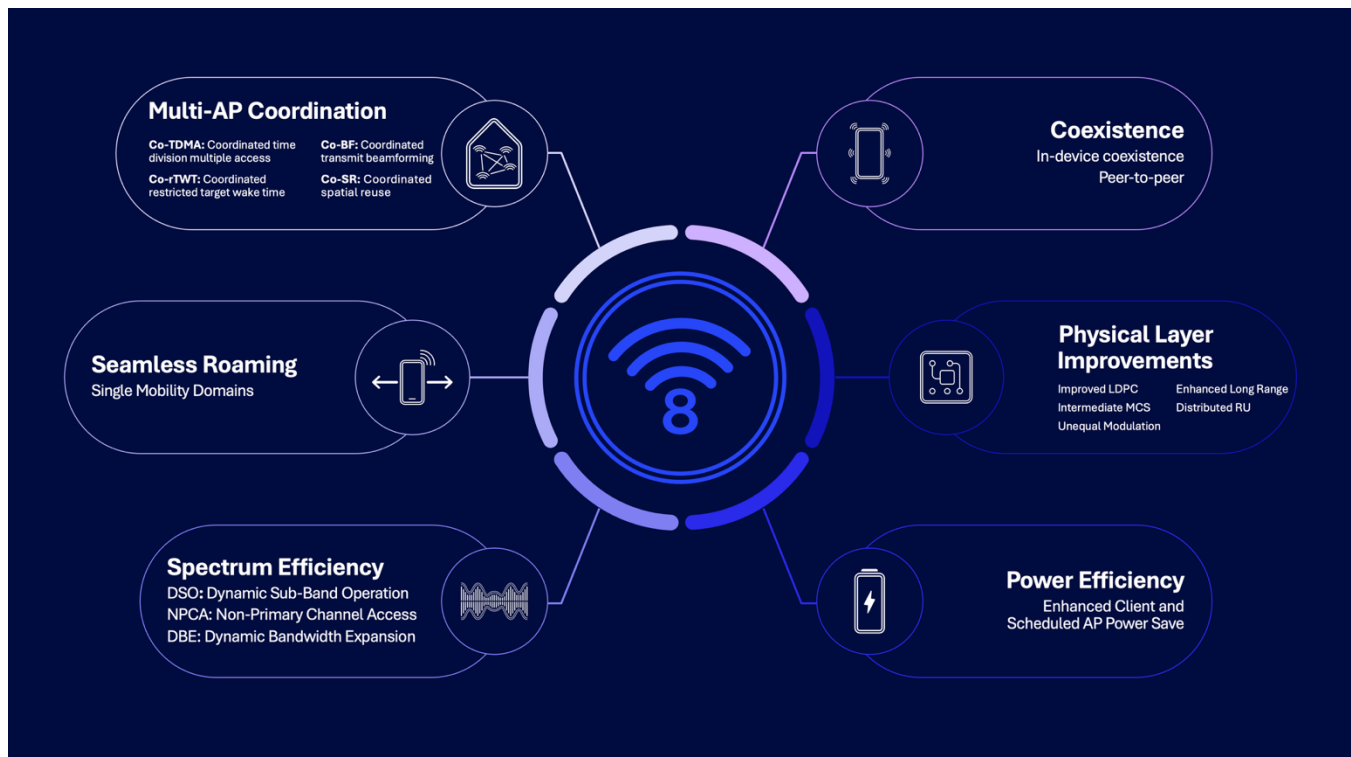 Multi-AP Coordination
Co-TDMA: Coordinated time
division multiple access
Co-rTWT: Coordinated
restricted target wake time
Co-BF: Coordinated
transmit beamforming
Co-SR: Coordinated
spatial reuse
Coexistence
In-device coexistence
Peer-to-peer
Seamless Roaming
Single Mobility Domains
8
Physical Layer
Improvements
Improved LDPC
Intermediate MCS
Unequal Modulation
Enhanced Long Range
Distributed RU
Spectrum Efficiency
DSO: Dynamic Sub-Band Operation
NPCA: Non-Primary Channel Access
DBE: Dynamic Bandwidth Expansion
Power Efficiency
Enhanced Client and
Scheduled AP Power Save